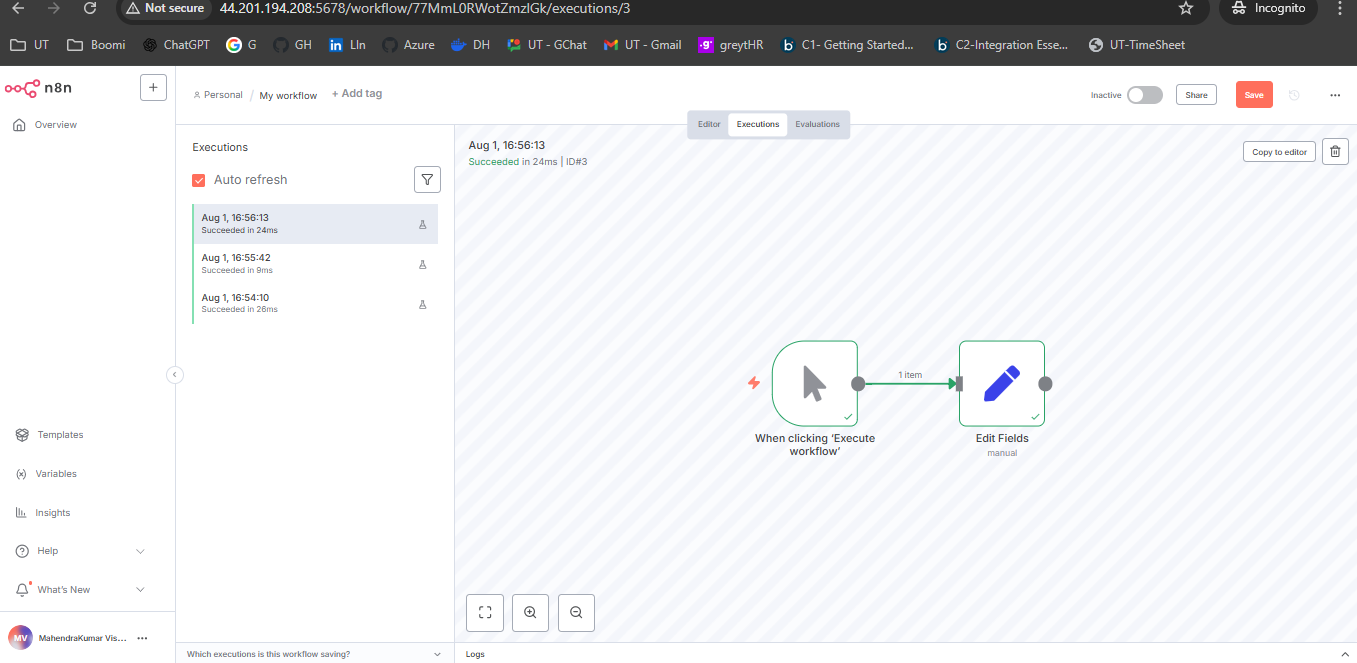 Not secure
44.201.194.208:5678/workflow/77MmL0RWotZmzlGk/executions/3
Incognito
UT
Boomi
ChatGPT
G
GH
LIn
Azure
DH
UT - GChat
UT - Gmail
greytHR
C1- Getting Started...
C2-Integration Esse...
UT-TimeSheet
n8n
+
Overview
Personal / My workflow + Add tag
Inactive
Share
Save
Editor
Executions
Evaluations
Executions
Auto refresh
Aug 1, 16:56:13
Succeeded in 24ms
Aug 1, 16:55:42
Succeeded in 9ms
Aug 1, 16:54:10
Succeeded in 26ms
Aug 1, 16:56:13
Succeeded in 24ms | ID#3
Copy to editor
1 item
When clicking ‘Execute
workflow’
Edit Fields
manual
Templates
Variables
Insights
Help
What's New
MV
MahendraKumar Vis...
Which executions is this workflow saving?
Logs